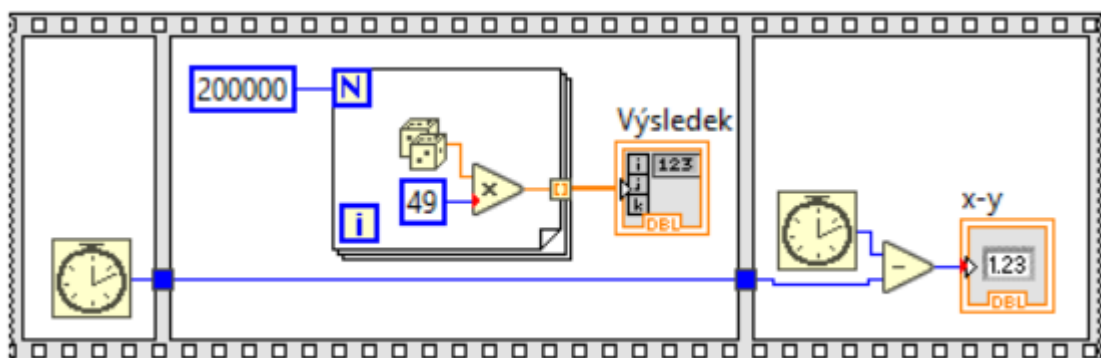 200000
N
Výsledek
i 123
j
k
DBL
49
×
i
x-y
-
1.23
DBL